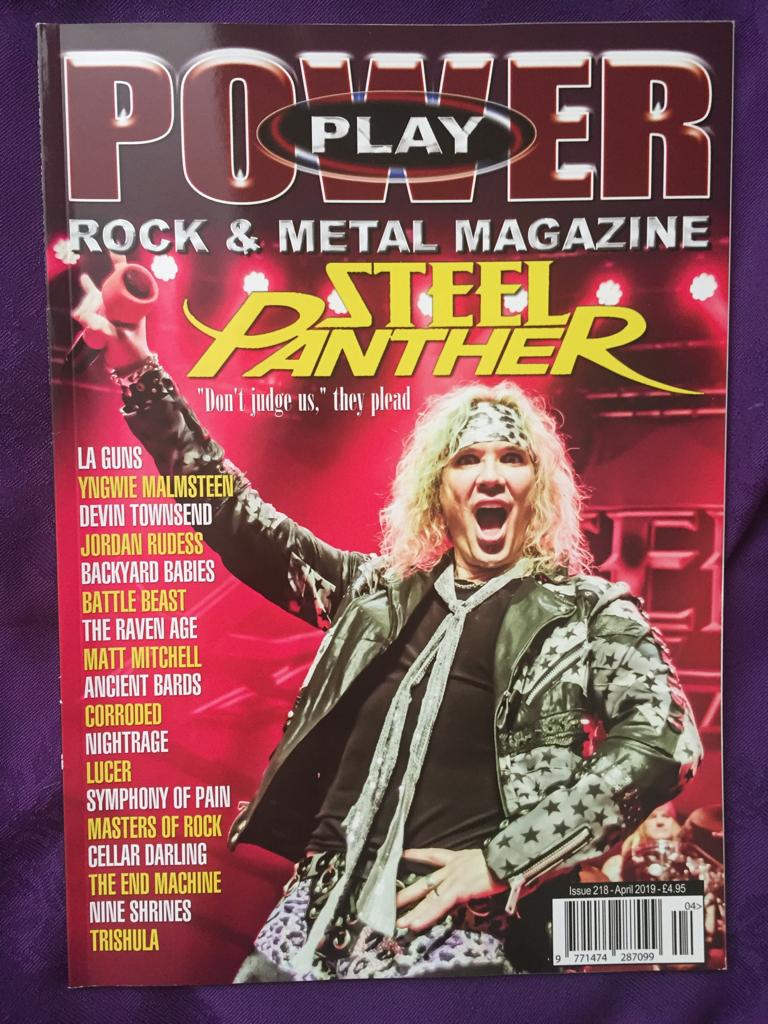 POWER
PLAY
ROCK & METAL MAGAZINE
STEEL
PANTHER
"Don't judge us," they plead
LA GUNS
YNGWIE MALMSTEEN
DEVIN TOWNSEND
JORDAN RUDESS
BACKYARD BABIES
BATTLE BEAST
THE RAVEN AGE
MATT MITCHELL
ANCIENT BARDS
CORRODED
NIGHTRAGE
LUCER
SYMPHONY OF PAIN
MASTERS OF ROCK
CELLAR DARLING
THE END MACHINE
NINE SHRINES
TRISHULA
Issue 218 - April 2019 - £4.95
04>
9 771474 287099